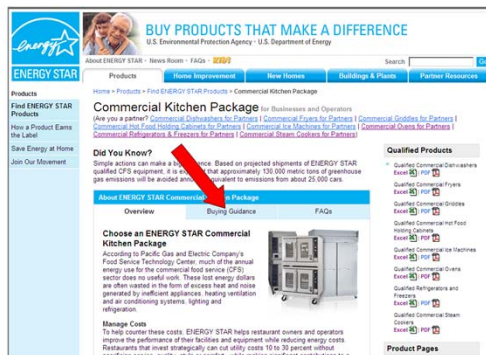 energy
ENERGY STAR
BUY PRODUCTS THAT MAKE A DIFFERENCE
U.S. Environmental Protection Agency · U.S. Department of Energy
About ENERGY STAR · News Room · FAQs · KIDS
Search
Products
Home Improvement
New Homes
Buildings & Plants
Partner Resources
Products
Find ENERGY STAR
Products
How a Product Earns
the Label
Save Energy at Home
Join Our Movement
Home > Products > Find ENERGY STAR Products > Commercial Kitchen Package
Commercial Kitchen Package for Businesses and Operators
(Are you a partner? Commercial Dishwashers for Partners | Commercial Fryers for Partners | Commercial Griddles for Partners |
Commercial Hot Food Holding Cabinets for Partners | Commercial Ice Machines for Partners | Commercial Ovens for Partners |
Commercial Refrigerators & Freezers for Partners | Commercial Steam Cookers for Partners)
Did You Know?
Simple actions can make a big difference. Based on projected shipments of ENERGY STAR
qualified CFS equipment, it is that approximately 130,000 metric tons of greenhouse
gas emissions will be avoided equivalent to emissions from about 25,000 cars.
About ENERGY STAR Commercial Package
Overview
Buying Guidance
FAQs
Choose an ENERGY STAR Commercial
Kitchen Package
According to Pacific Gas and Electric Company's
Food Service Technology Center, much of the annual
energy use for the commercial food service (CFS)
sector does no useful work. These lost energy dollars
are often wasted in the form of excess heat and noise
generated by inefficient appliances, heating ventilation
and air conditioning systems, lighting and
refrigeration.
Manage Costs
To help counter these costs, ENERGY STAR helps restaurant owners and operators
improve the performance of their facilities and equipment while reducing energy costs.
Restaurants that invest strategically can cut utility costs 10 to 30 percent without
Qualified Products
Qualified Commercial Dishwashers
Excel | PDF
Qualified Commercial Fryers
Excel | PDF
Qualified Commercial Griddles
Excel | PDF
Qualified Commercial Hot Food
Holding Cabinets
Excel | PDF
Qualified Commercial Ice Machines
Excel | PDF
Qualified Commercial Ovens
Excel | PDF
Qualified Refrigerators and
Freezers
Excel | PDF
Qualified Commercial Steam
Cookers
Excel | PDF
Product Pages